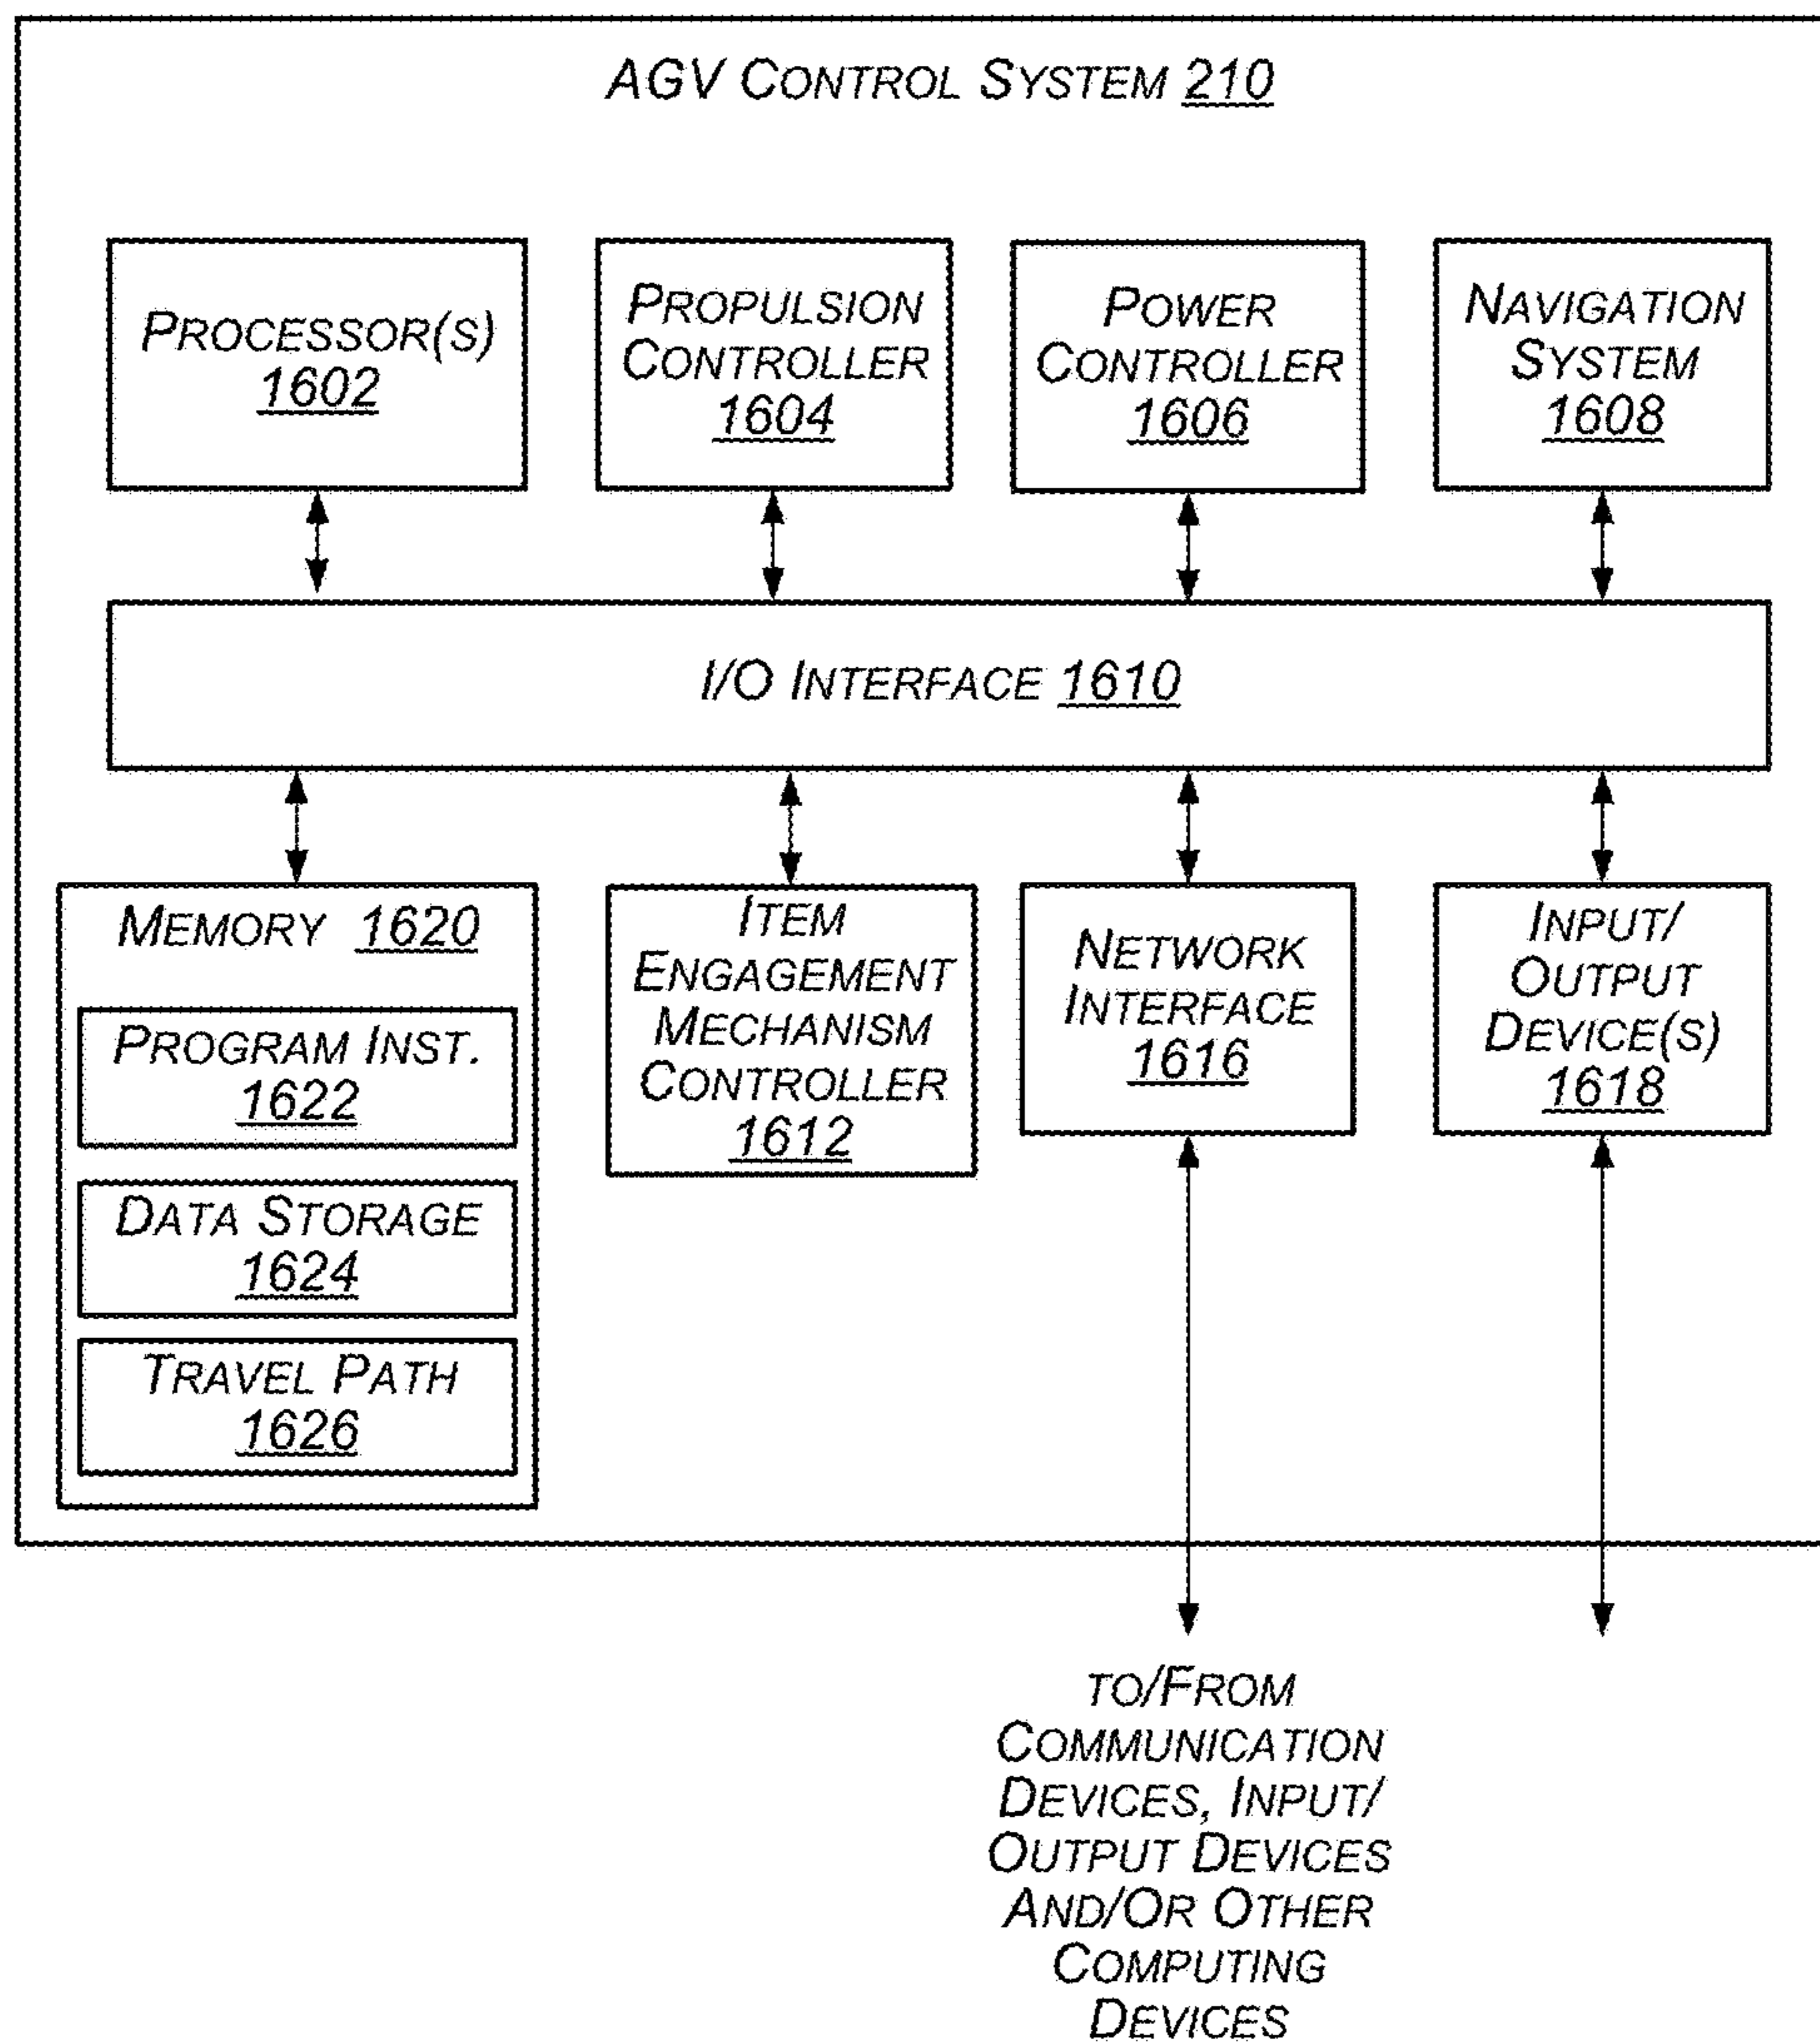 AGV CONTROL SYSTEM 210
PROCESSOR(S)
1602
PROPULSION
CONTROLLER
1604
POWER
CONTROLLER
1606
NAVIGATION
SYSTEM
1608
I/O INTERFACE 1610
MEMORY 1620
PROGRAM INST.
1622
DATA STORAGE
1624
TRAVEL PATH
1626
ITEM
ENGAGEMENT
MECHANISM
CONTROLLER
1612
NETWORK
INTERFACE
1616
INPUT/
OUTPUT
DEVICE(S)
1618
TO/FROM
COMMUNICATION
DEVICES, INPUT/
OUTPUT DEVICES
AND/OR OTHER
COMPUTING
DEVICES